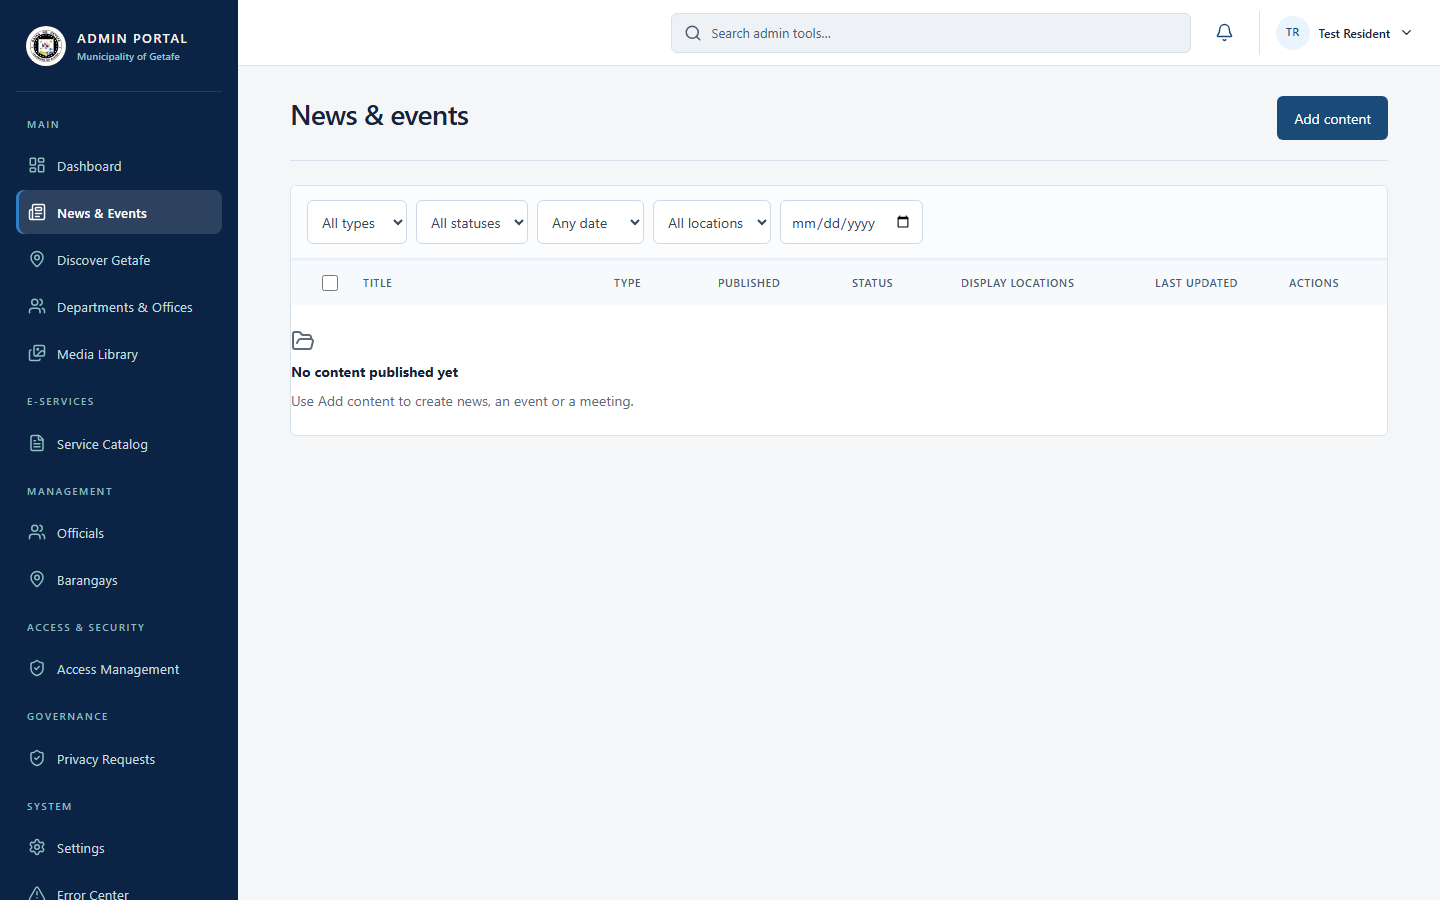 ADMIN PORTAL
Municipality of Getafe
MAIN
Dashboard
News & Events
Discover Getafe
Departments & Offices
Media Library
E-SERVICES
Service Catalog
MANAGEMENT
Officials
Barangays
ACCESS & SECURITY
Access Management
GOVERNANCE
Privacy Requests
SYSTEM
Settings
Error Center
Search admin tools...
TR
Test Resident
News & events
Add content
All types
All statuses
Any date
All locations
mm/dd/yyyy
TITLE TYPE PUBLISHED STATUS DISPLAY LOCATIONS LAST UPDATED ACTIONS
No content published yet
Use Add content to create news, an event or a meeting.